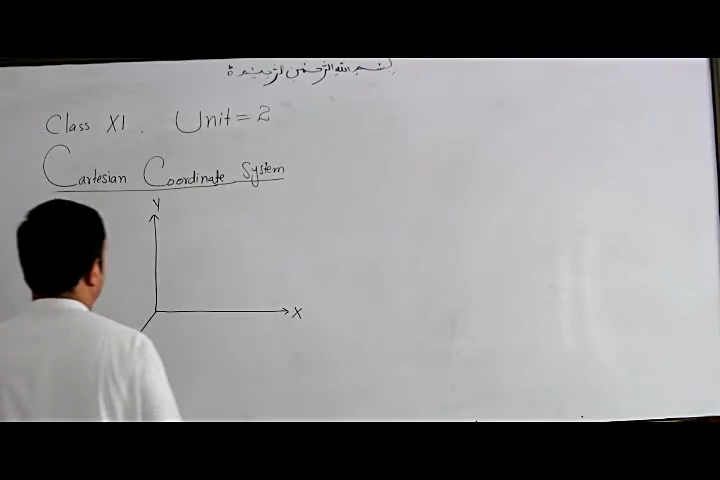 بسم الله الرحمن الرحيم
Class XI. Unit = 2
Cartesian Coordinate System
Y
X